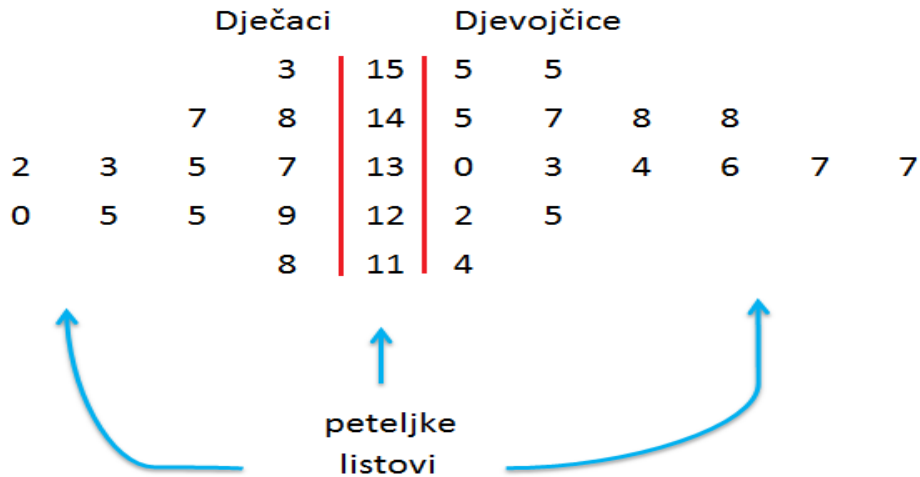 Dječaci Djevojčice
3 15 5 5
7 8 14 5 7 8 8
2 3 5 7 13 0 3 4 6 7 7
0 5 5 9 12 2 5
8 11 4
peteljke
listovi